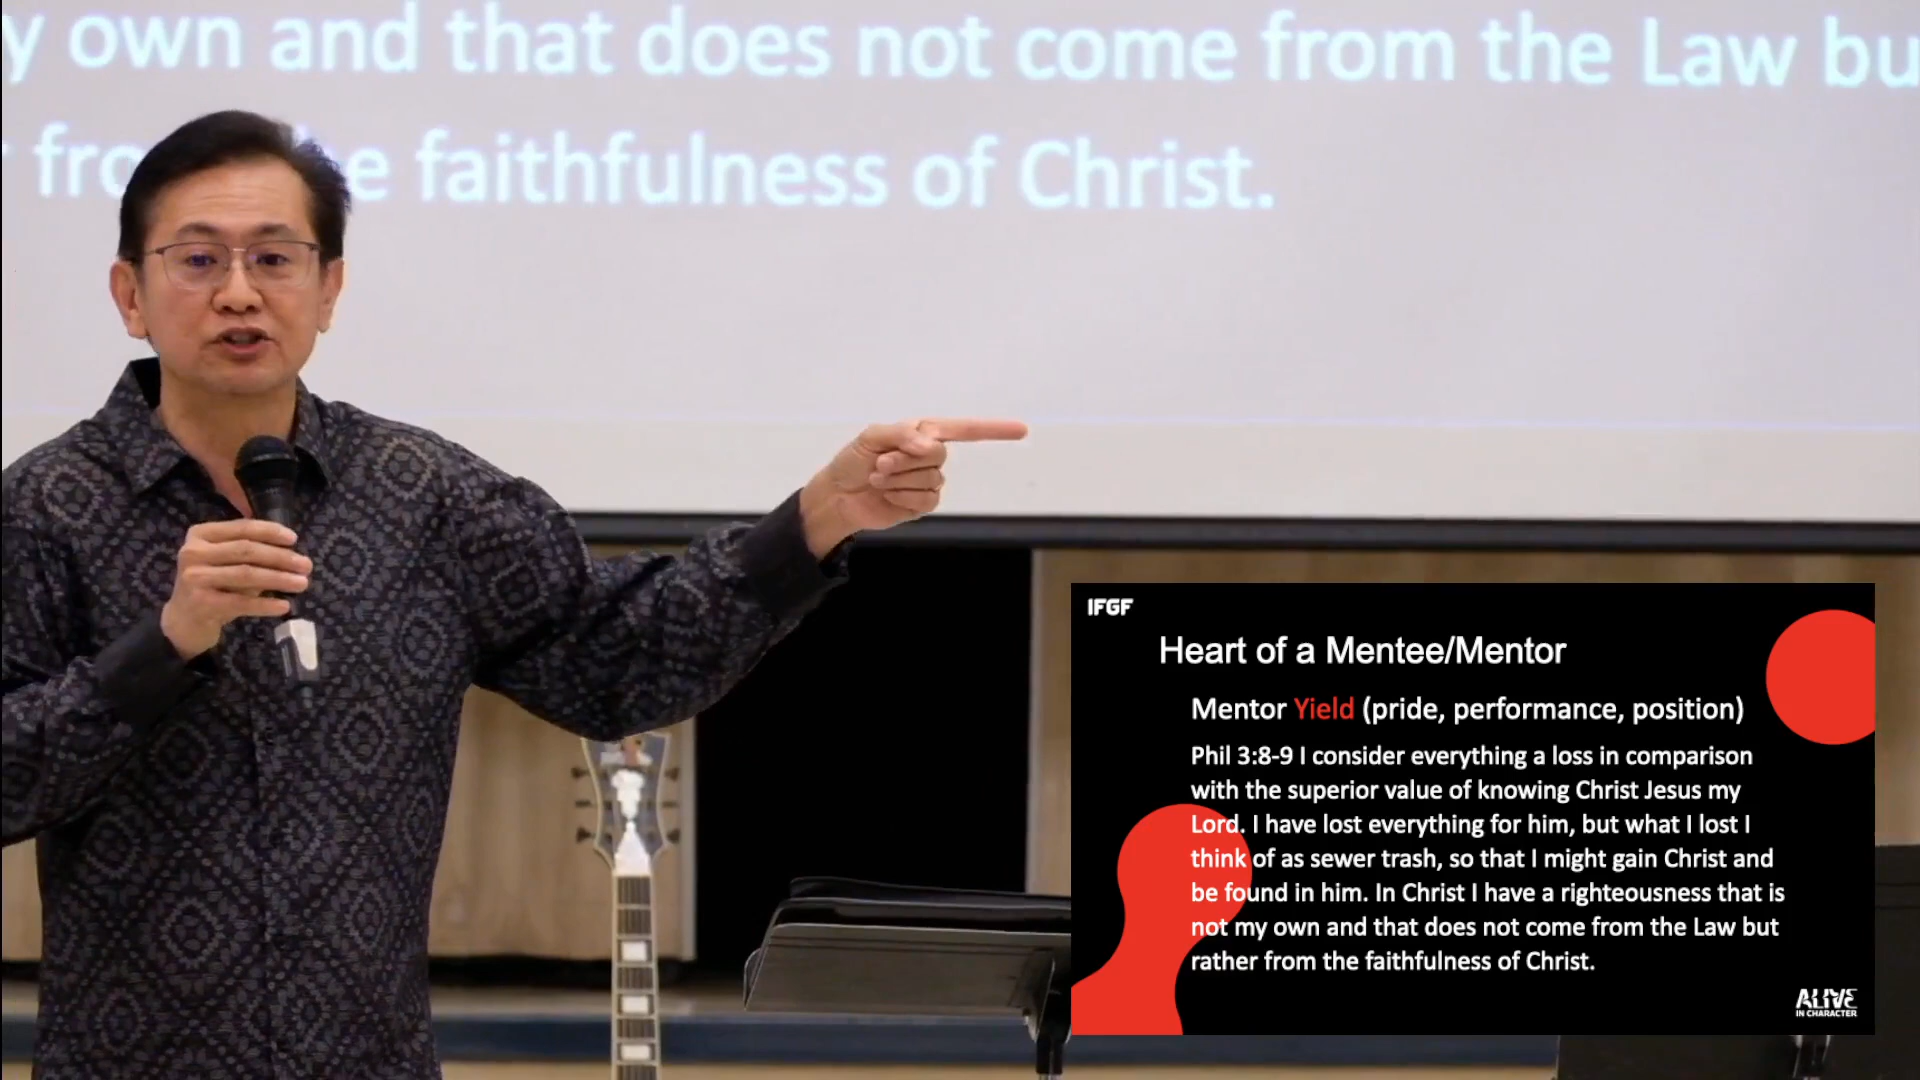 y own and that does not come from the Law bu
fro e faithfulness of Christ.
IFGF
Heart of a Mentee/Mentor
Mentor Yield (pride, performance, position)
Phil 3:8-9 I consider everything a loss in comparison
with the superior value of knowing Christ Jesus my
Lord. I have lost everything for him, but what I lost I
think of as sewer trash, so that I might gain Christ and
be found in him. In Christ I have a righteousness that is
not my own and that does not come from the Law but
rather from the faithfulness of Christ.
ALIVE
IN CHARACTER